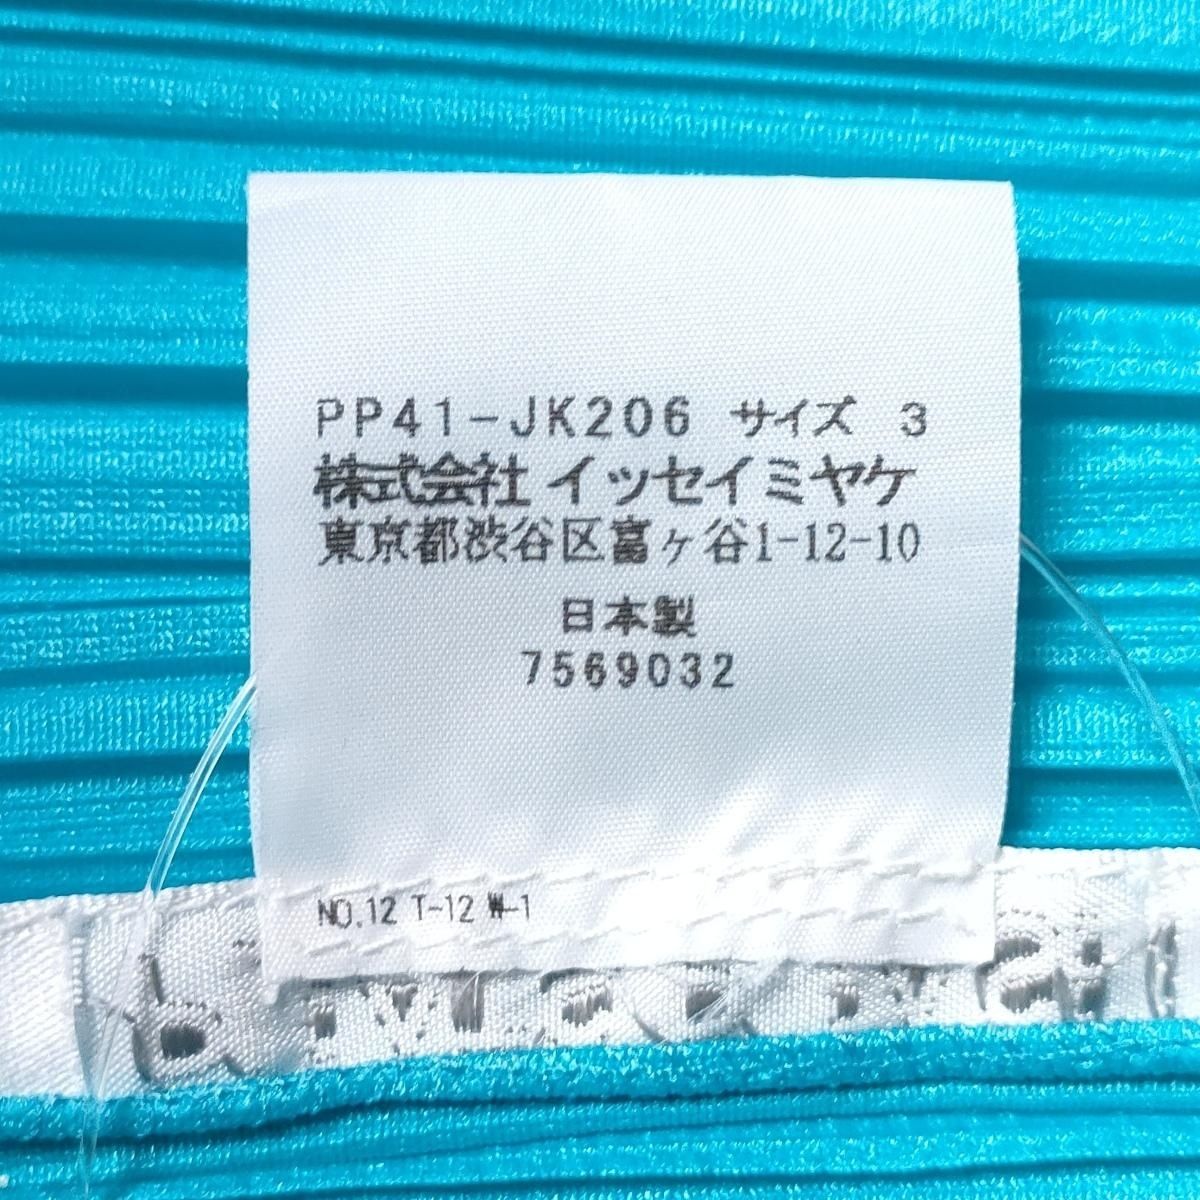 PP41-JK206 サイズ 3
株式会社 イッセイミヤケ
東京都渋谷区富ヶ谷1-12-10
日本製
7569032
NO.12 T-12 W-1